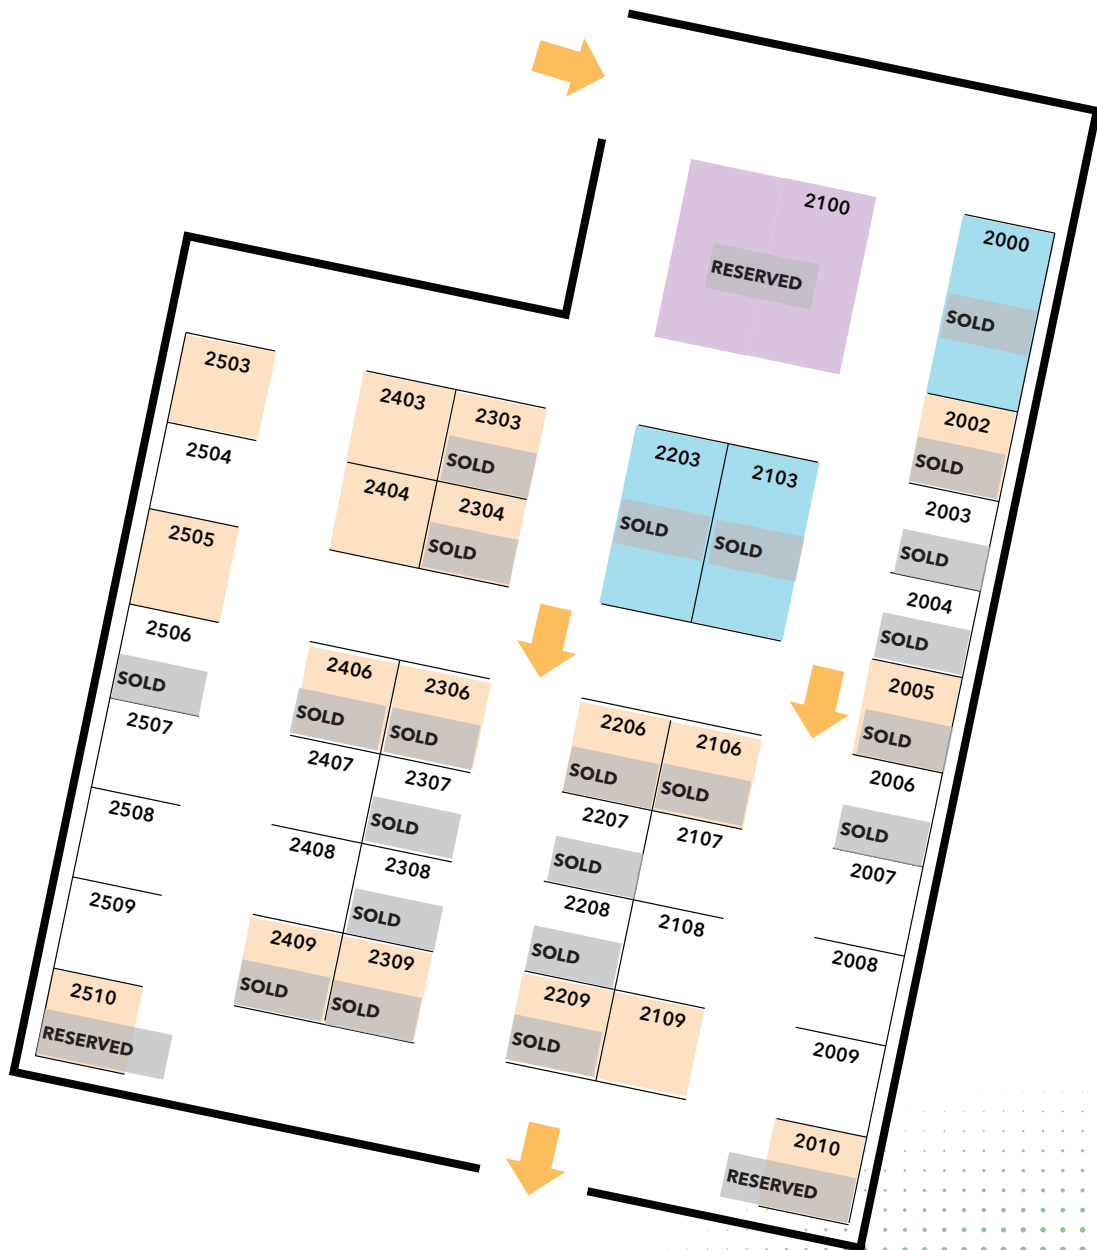 2100
RESERVED
2000
SOLD
2002
SOLD
2003
SOLD
2004
SOLD
2005
SOLD
2006
SOLD
2007
2008
2009
2010
RESERVED
2203
SOLD
2103
SOLD
2206
SOLD
2106
SOLD
2207
SOLD
2107
2208
SOLD
2108
2209
SOLD
2109
2403
2303
SOLD
2404
2304
SOLD
2406
SOLD
2306
SOLD
2407
2307
SOLD
2408
2308
SOLD
2409
SOLD
2309
SOLD
2503
2504
2505
2506
SOLD
2507
2508
2509
2510
RESERVED